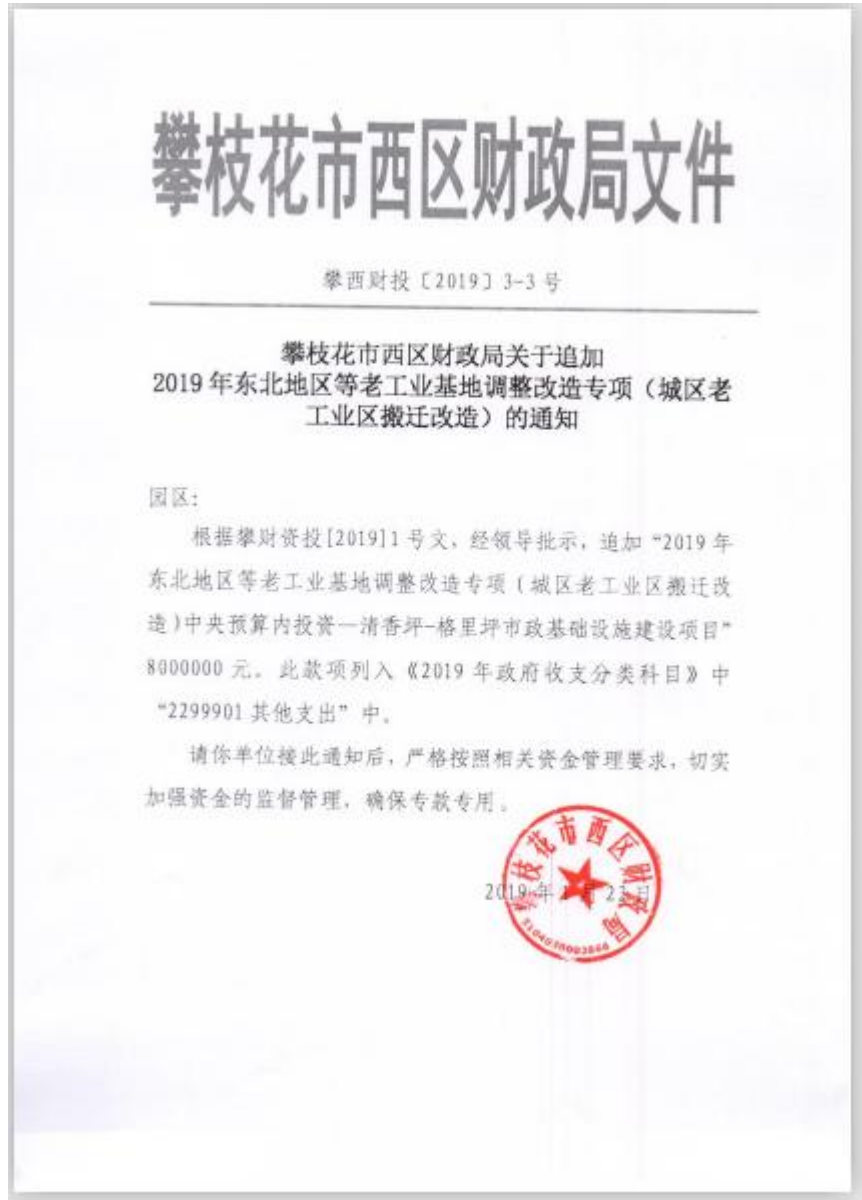 攀枝花市西区财政局文件
攀西财投〔2019〕3-3号
攀枝花市西区财政局关于追加
2019年东北地区等老工业基地调整改造专项（城区老
工业区搬迁改造）的通知
园区：
根据攀财资投[2019]1号文、经领导批示，追加“2019年
东北地区等老工业基地调整改造专项（城区老工业区搬迁改
造）中央预算内投资—清香坪-格里坪市政基础设施建设项目”
8000000元。此款项列入《2019年政府收支分类科目》中
“2299901其他支出”中。
请你单位接此通知后，严格按照相关资金管理要求，切实
加强资金的监督管理，确保专款专用。
攀枝花市西区财政局
2019年1月23日